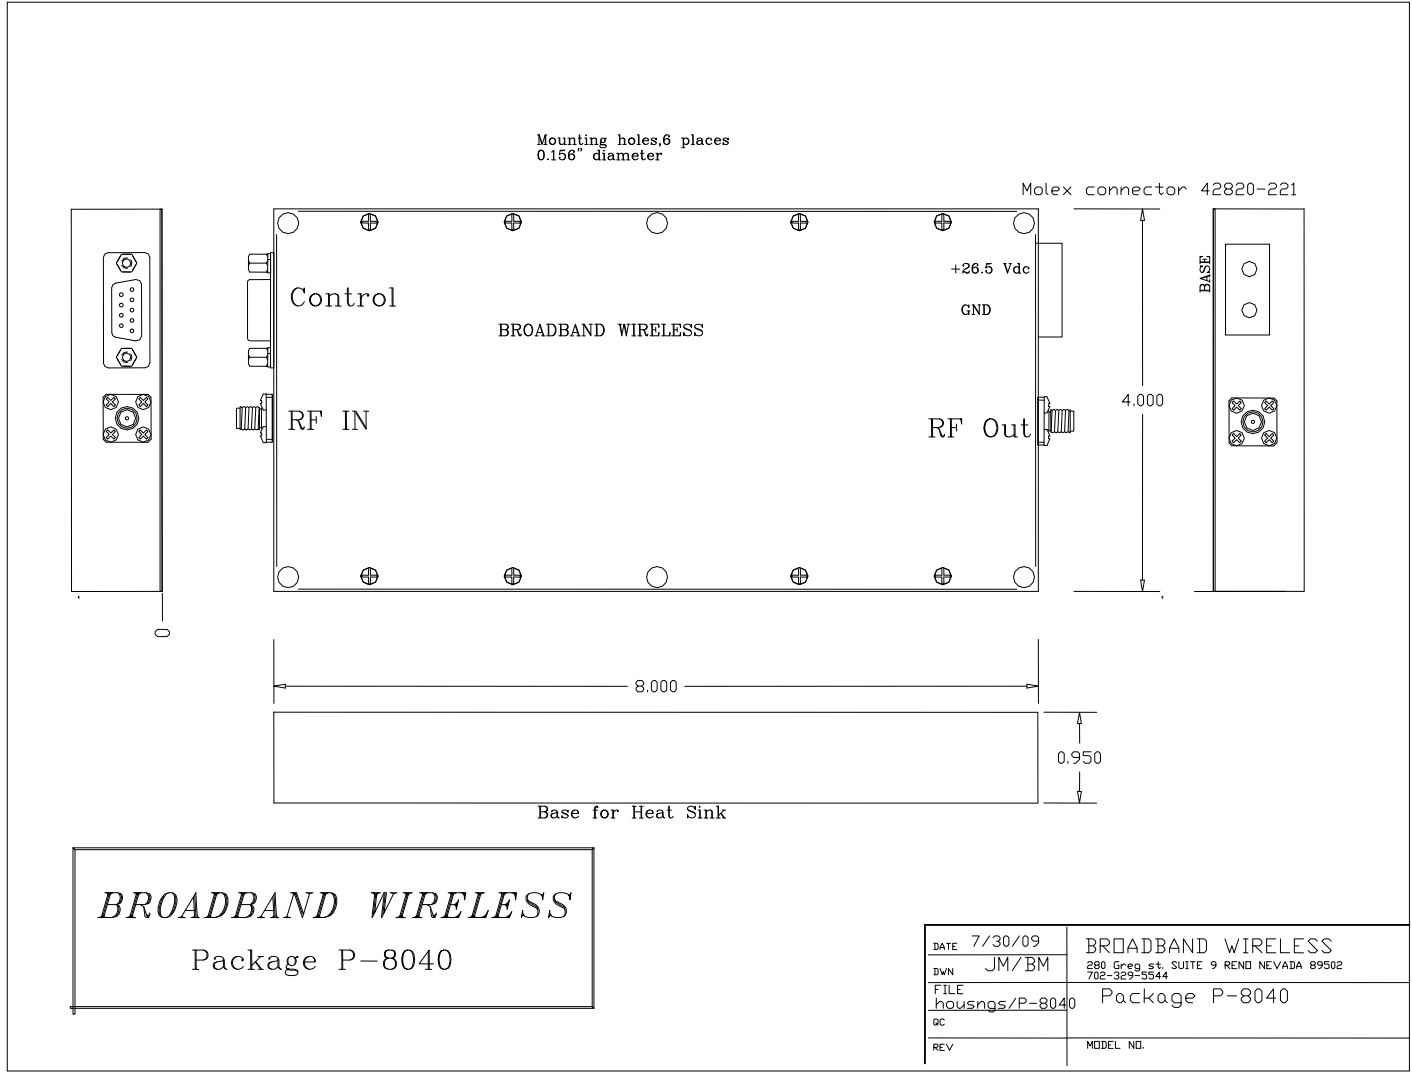 Mounting holes,6 places
0.156" diameter
Molex connector 42820-221
+26.5 Vdc
BASE
Control
GND
BROADBAND WIRELESS
4.000
RF IN
RF Out
0
8.000
0.950
Base for Heat Sink
BROADBAND WIRELESS
Package P-8040
DATE 7/30/09
DWN JM/BM
FILE
housngs/P-8040
QC
REV
BROADBAND WIRELESS
280 Greg st. SUITE 9 RENO NEVADA 89502
702-329-5544
Package P-8040
MODEL NO.